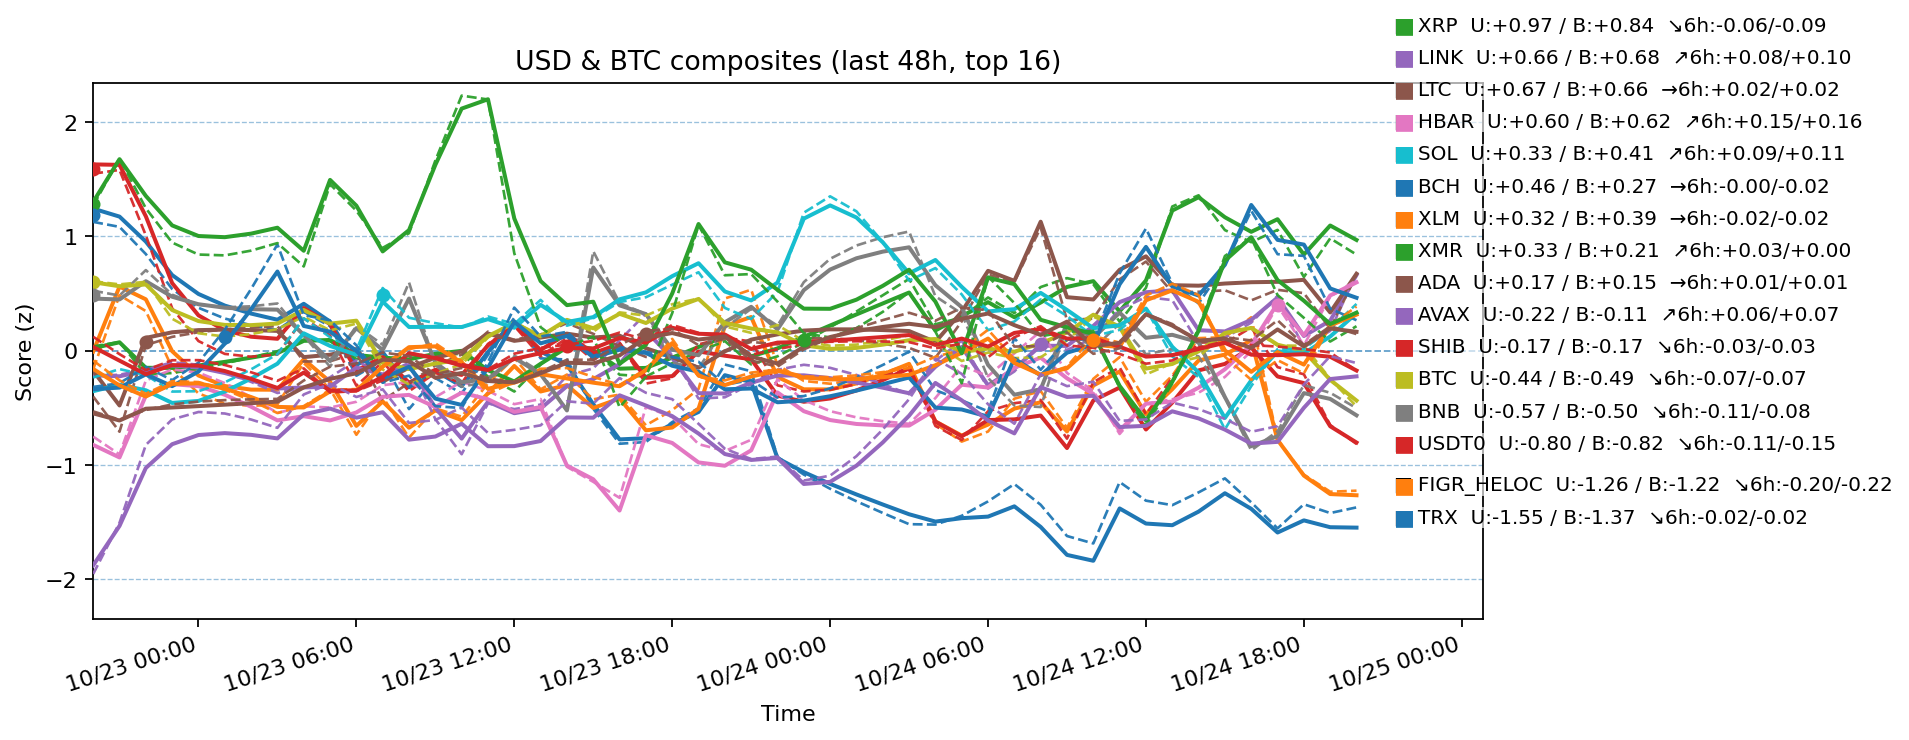 USD & BTC composites (last 48h, top 16)
XRP U:+0.97 / B:+0.84 ↘6h:-0.06/-0.09
LINK U:+0.66 / B:+0.68 ↗6h:+0.08/+0.10
LTC U:+0.67 / B:+0.66 →6h:+0.02/+0.02
HBAR U:+0.60 / B:+0.62 ↗6h:+0.15/+0.16
SOL U:+0.33 / B:+0.41 ↗6h:+0.09/+0.11
BCH U:+0.46 / B:+0.27 →6h:-0.00/-0.02
XLM U:+0.32 / B:+0.39 →6h:-0.02/-0.02
XMR U:+0.33 / B:+0.21 ↗6h:+0.03/+0.00
ADA U:+0.17 / B:+0.15 →6h:+0.01/+0.01
AVAX U:-0.22 / B:-0.11 ↗6h:+0.06/+0.07
SHIB U:-0.17 / B:-0.17 ↘6h:-0.03/-0.03
BTC U:-0.44 / B:-0.49 ↘6h:-0.07/-0.07
BNB U:-0.57 / B:-0.50 ↘6h:-0.11/-0.08
USDT0 U:-0.80 / B:-0.82 ↘6h:-0.11/-0.15
FIGR_HELOC U:-1.26 / B:-1.22 ↘6h:-0.20/-0.22
TRX U:-1.55 / B:-1.37 ↘6h:-0.02/-0.02
Score (z)
2
1
0
−1
−2
10/23 00:00
10/23 06:00
10/23 12:00
10/23 18:00
10/24 00:00
10/24 06:00
10/24 12:00
10/24 18:00
10/25 00:00
Time